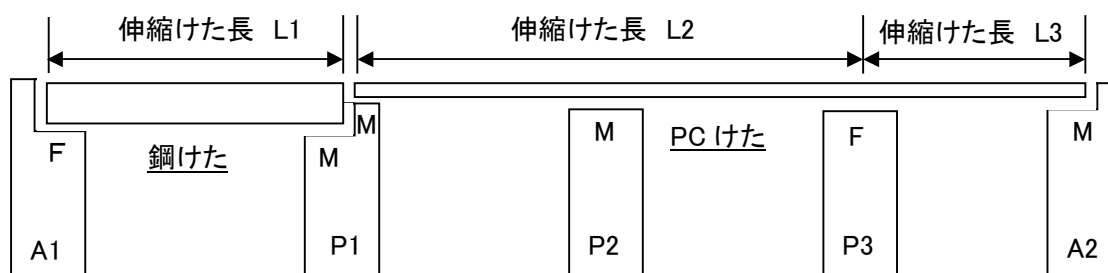 伸縮けた長 L1 伸縮けた長 L2 伸縮けた長 L3
M
F 鋼けた M M PC けた F M
A1 P1 P2 P3 A2